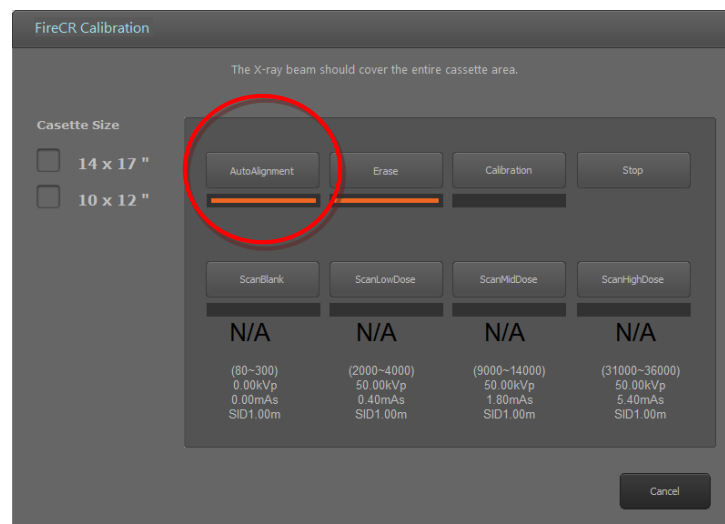 FireCR Calibration
The X-ray beam should cover the entire cassette area.
Casette Size
14 x 17 "
10 x 12 "
AutoAlignment Erase Calibration Stop
ScanBlank ScanLowDose ScanMidDose ScanHighDose
N/A N/A N/A N/A
(80~300) (2000~4000) (9000~14000) (31000~36000)
0.00kVp 50.00kVp 50.00kVp 50.00kVp
0.00mAs 0.40mAs 1.80mAs 5.40mAs
SID1.00m SID1.00m SID1.00m SID1.00m
Cancel